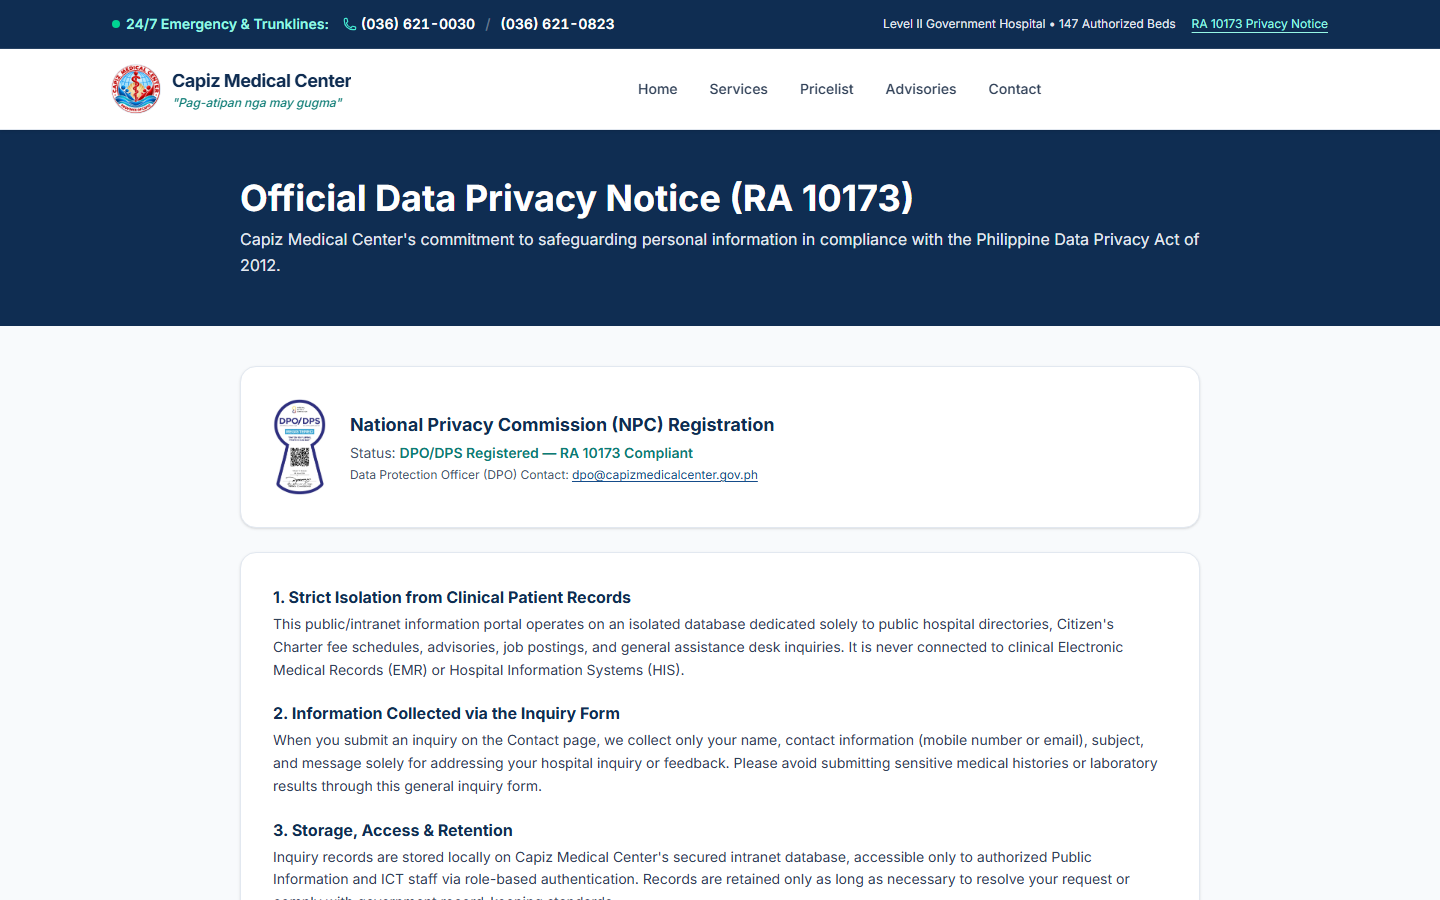 24/7 Emergency & Trunklines: (036) 621-0030 / (036) 621-0823
Level II Government Hospital • 147 Authorized Beds RA 10173 Privacy Notice
CAPIZ MEDICAL CENTER
Capiz Medical Center
"Pag-atipan nga may gugma"
Home Services Pricelist Advisories Contact
Official Data Privacy Notice (RA 10173)
Capiz Medical Center's commitment to safeguarding personal information in compliance with the Philippine Data Privacy Act of
2012.
DPO/DPS
National Privacy Commission (NPC) Registration
Status: DPO/DPS Registered — RA 10173 Compliant
Data Protection Officer (DPO) Contact: dpo@capizmedicalcenter.gov.ph
1. Strict Isolation from Clinical Patient Records
This public/intranet information portal operates on an isolated database dedicated solely to public hospital directories, Citizen's
Charter fee schedules, advisories, job postings, and general assistance desk inquiries. It is never connected to clinical Electronic
Medical Records (EMR) or Hospital Information Systems (HIS).
2. Information Collected via the Inquiry Form
When you submit an inquiry on the Contact page, we collect only your name, contact information (mobile number or email), subject,
and message solely for addressing your hospital inquiry or feedback. Please avoid submitting sensitive medical histories or laboratory
results through this general inquiry form.
3. Storage, Access & Retention
Inquiry records are stored locally on Capiz Medical Center's secured intranet database, accessible only to authorized Public
Information and ICT staff via role-based authentication. Records are retained only as long as necessary to resolve your request or
comply with government record-keeping standards.